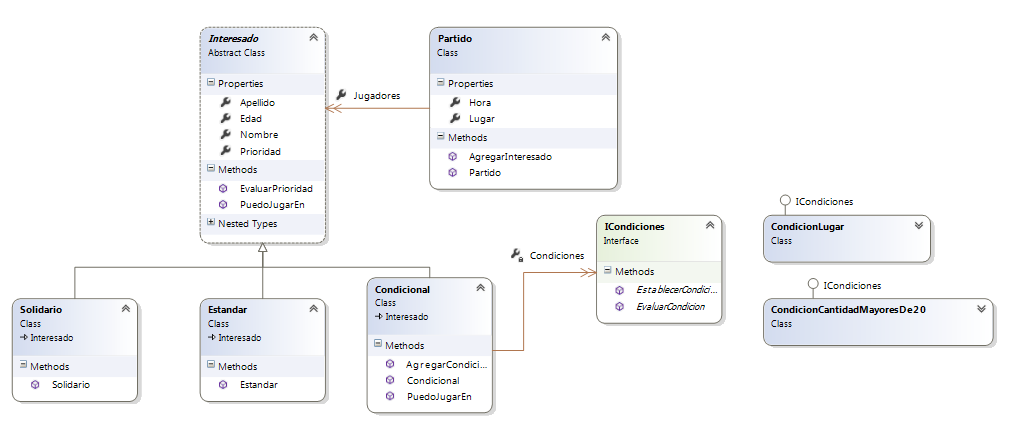 Interesado
Abstract Class
Properties
Apellido
Edad
Nombre
Prioridad
Methods
EvaluarPrioridad
PuedoJugarEn
Nested Types
Jugadores
Partido
Class
Properties
Hora
Lugar
Methods
AgregarInteresado
Partido
Solidario
Class
Interesado
Methods
Solidario
Estandar
Class
Interesado
Methods
Estandar
Condicional
Class
Interesado
Methods
AgregarCondici...
Condicional
PuedoJugarEn
Condiciones
ICondiciones
Interface
Methods
EstablecerCondici...
EvaluarCondicion
ICondiciones
CondicionLugar
Class
ICondiciones
CondicionCantidadMayoresDe20
Class